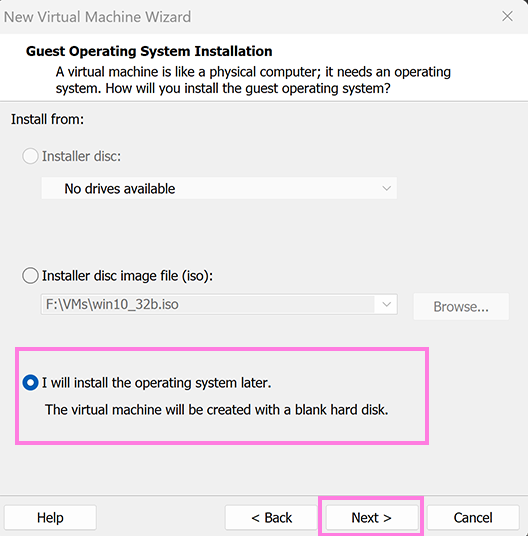 New Virtual Machine Wizard
Guest Operating System Installation
A virtual machine is like a physical computer; it needs an operating
system. How will you install the guest operating system?
Install from:
Installer disc:
No drives available
Installer disc image file (iso):
F:\VMs\win10_32b.iso
Browse...
I will install the operating system later.
The virtual machine will be created with a blank hard disk.
Help
< Back
Next >
Cancel